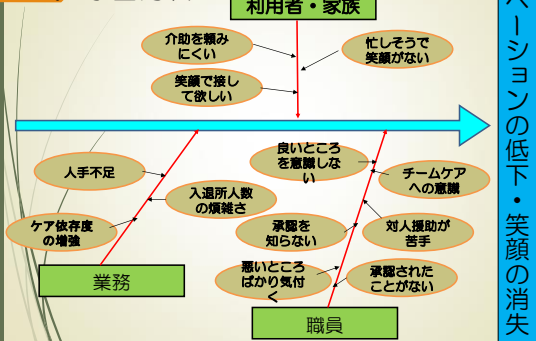 利用者・家族
介助を頼み
にくい
忙しそうで
笑顔がない
笑顔で接し
て欲しい
人手不足
入退所人数
の煩雑さ
ケア依存度
の増強
業務
良いところ
を意識しな
い
チームケア
への意識
承認を
知らない
対人援助が
苦手
悪いところ
ばかり気付
く
承認された
ことがない
職員
ーションの低下・笑顔の消失